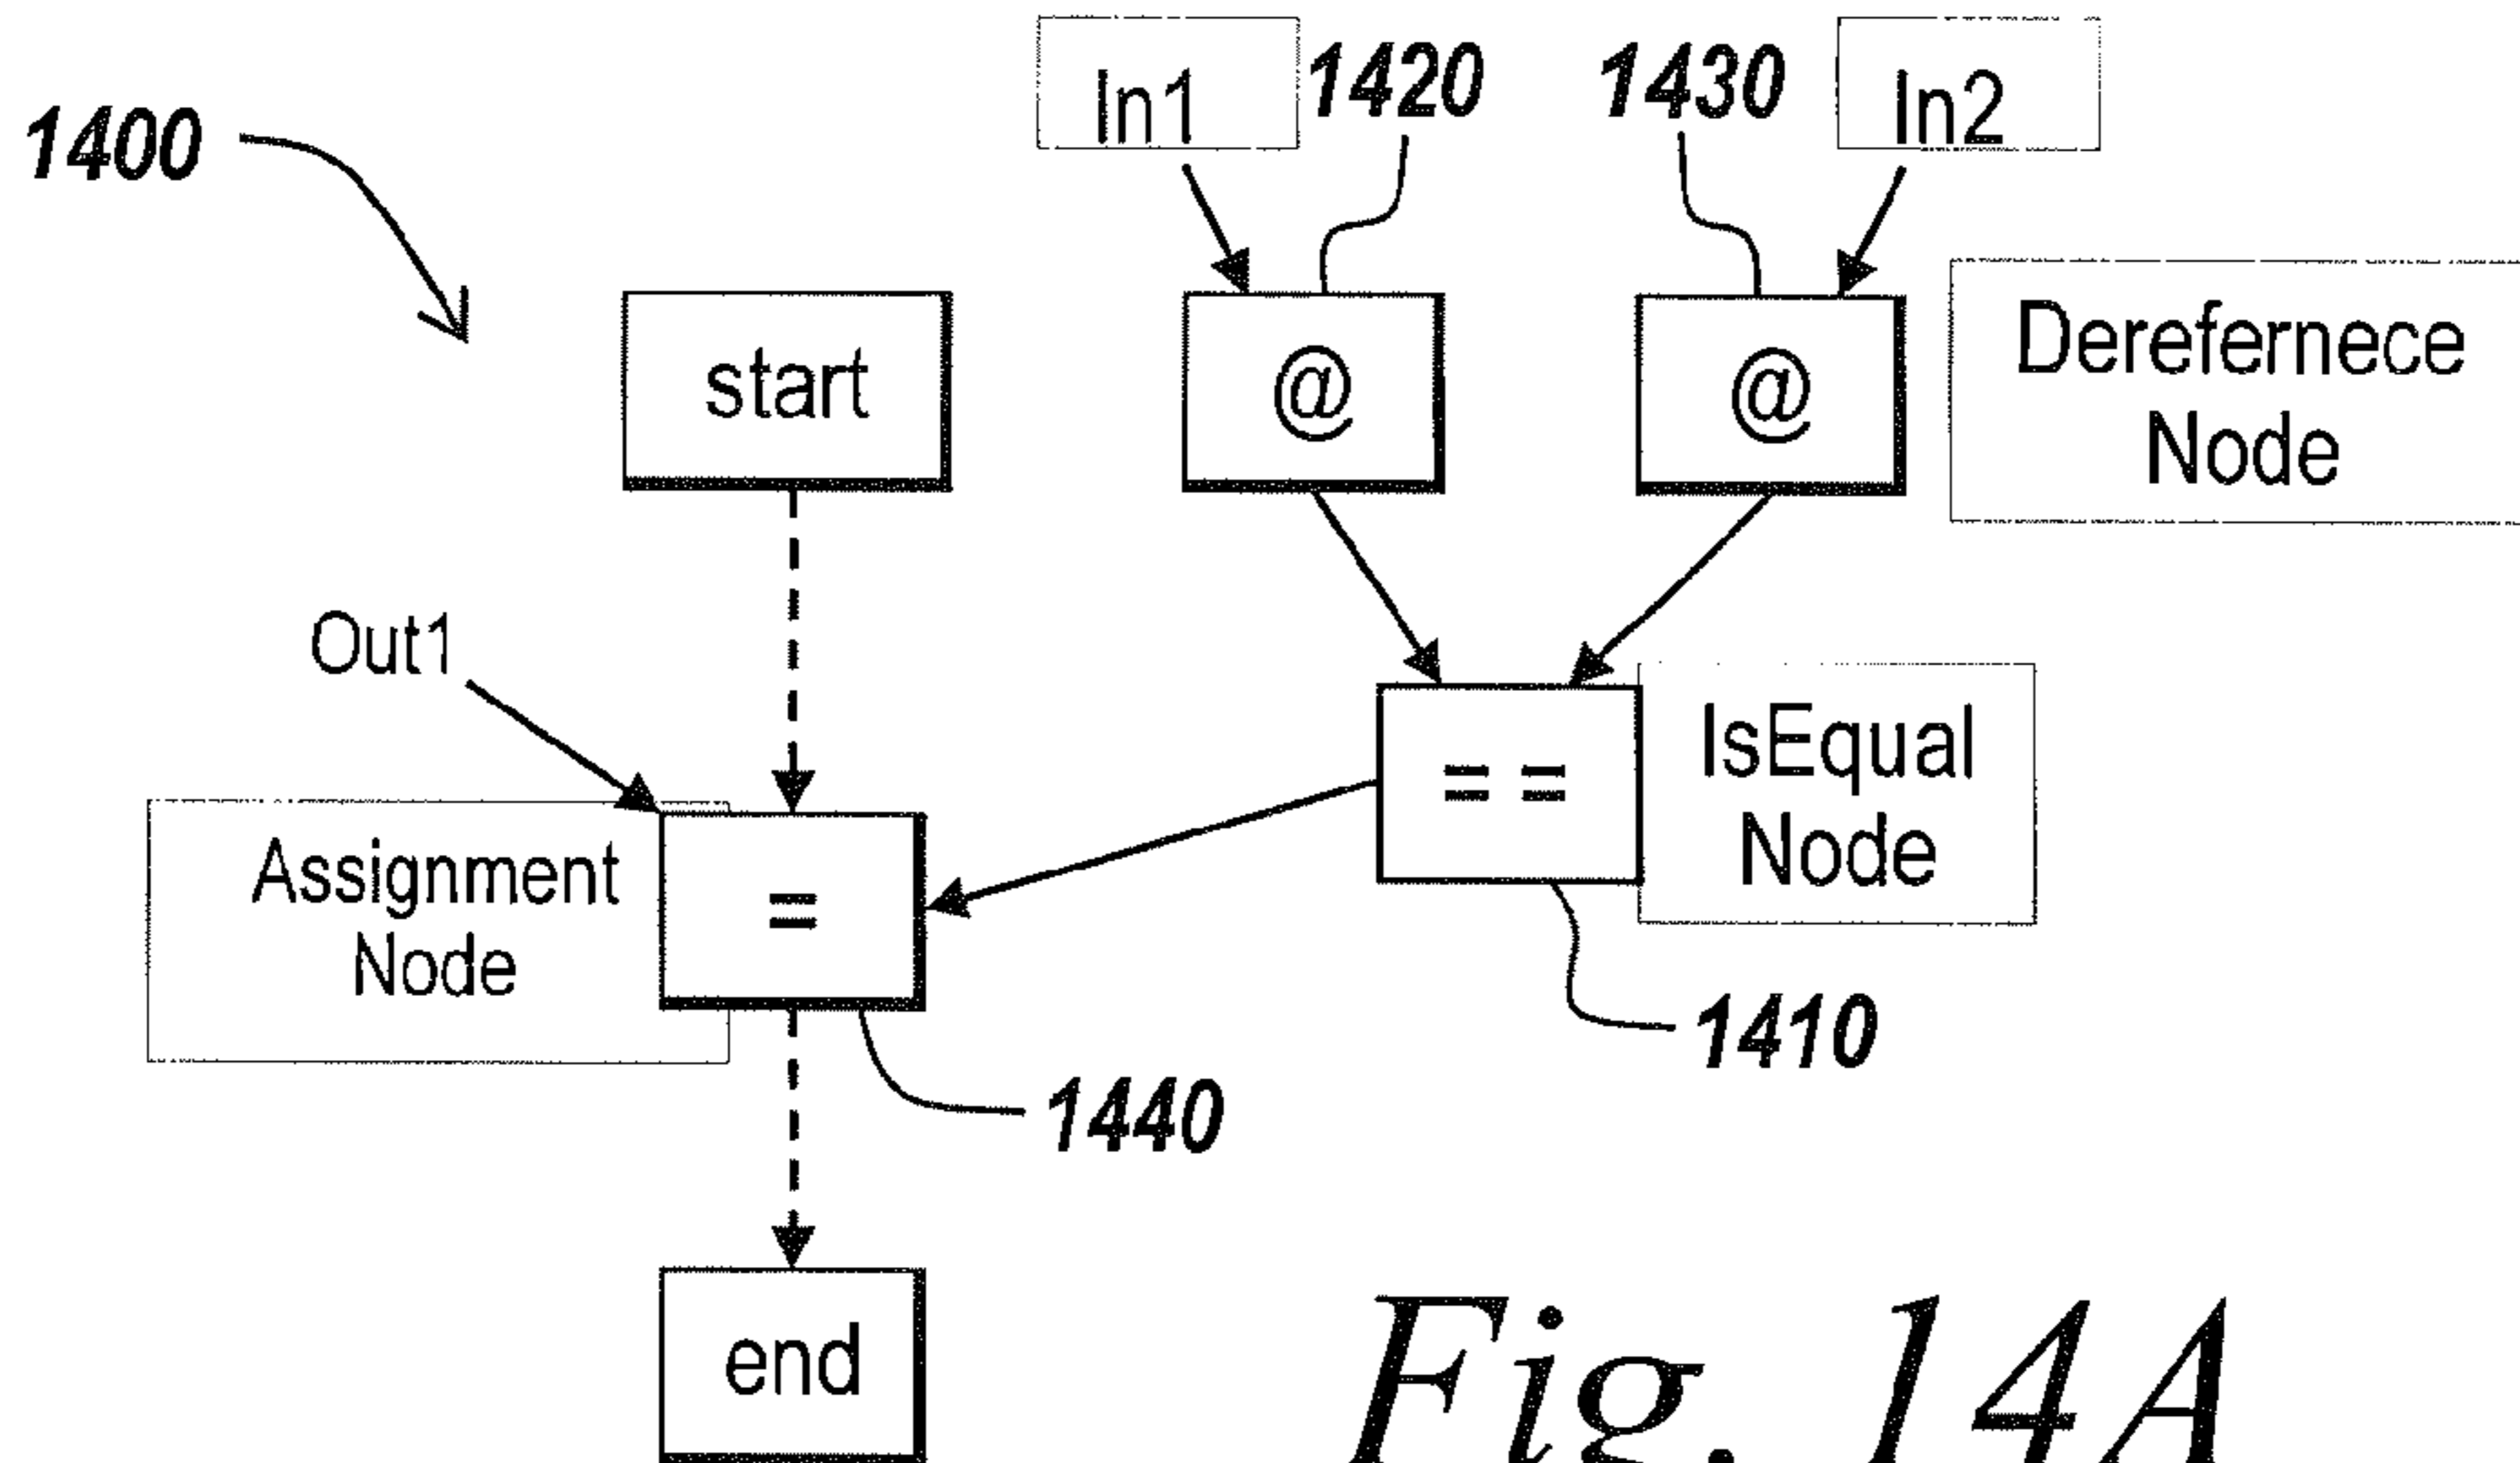 1400
In1
1420
1430
In2
start
@
@
Derefernece
Node
Out1
Assignment
Node
=
==
IsEqual
Node
1410
1440
end
Fig. 14A